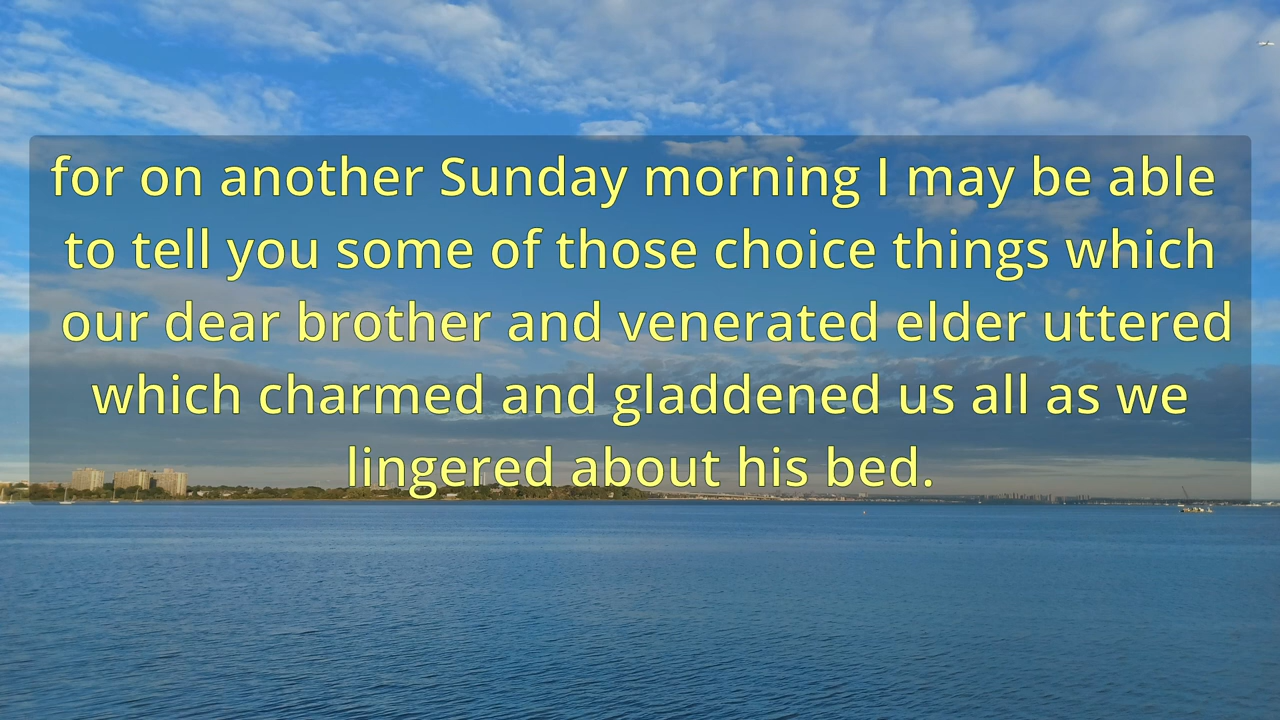 for on another Sunday morning I may be able
to tell you some of those choice things which
our dear brother and venerated elder uttered
which charmed and gladdened us all as we
lingered about his bed.